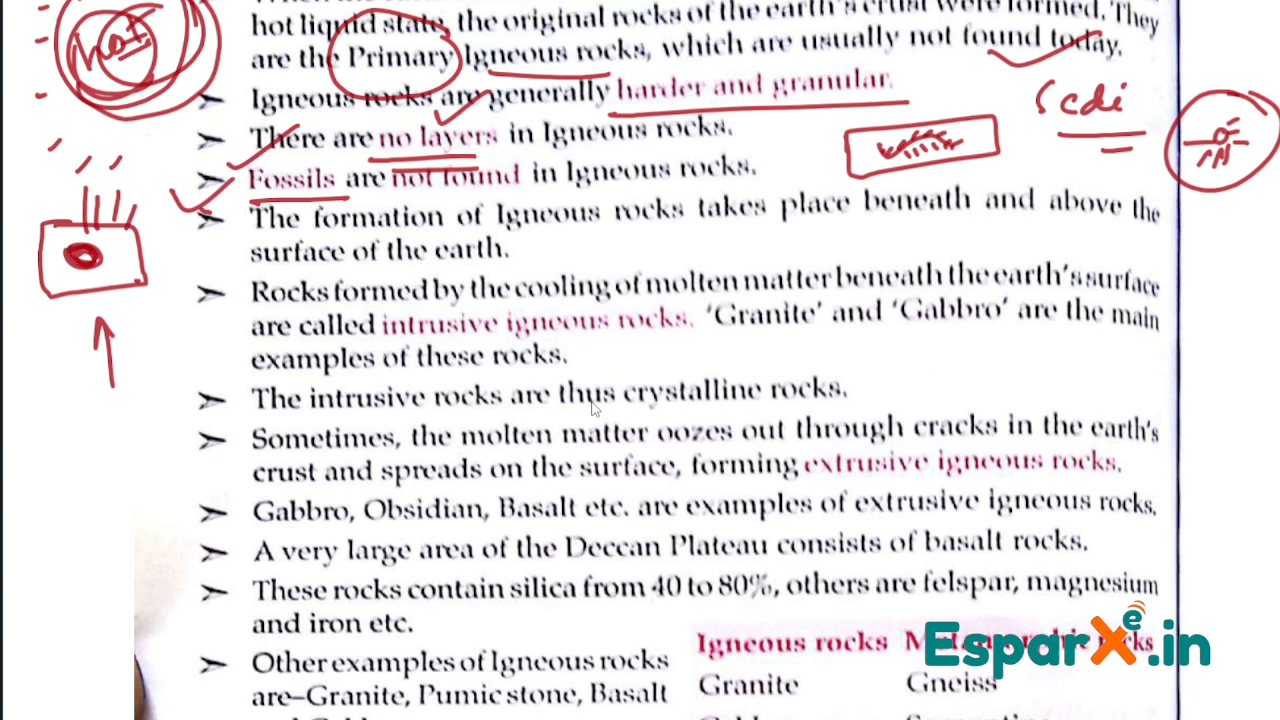 hot liquid state, the original rocks of the earth's crust were formed. They
are the Primary Igneous rocks, which are usually not found today.
➢ Igneous rocks are generally harder and granular.
➢ There are no layers in Igneous rocks.
➢ Fossils are not found in Igneous rocks.
➢ The formation of Igneous rocks takes place beneath and above the
surface of the earth.
➢ Rocks formed by the cooling of molten matter beneath the earth's surface
are called intrusive igneous rocks. 'Granite' and 'Gabbro' are the main
examples of these rocks.
➢ The intrusive rocks are thus crystalline rocks.
➢ Sometimes, the molten matter oozes out through cracks in the earth's
crust and spreads on the surface, forming extrusive igneous rocks.
➢ Gabbro, Obsidian, Basalt etc. are examples of extrusive igneous rocks.
➢ A very large area of the Deccan Plateau consists of basalt rocks.
➢ These rocks contain silica from 40 to 80%, others are felspar, magnesium
and iron etc.
➢ Other examples of Igneous rocks
are–Granite, Pumic stone, Basalt
Igneous rocks
Granite Gneiss
hot
Sedi
EsparXe.in